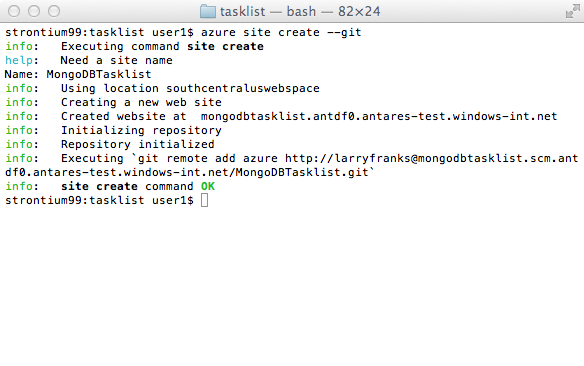 tasklist — bash — 82×24
strontium99:tasklist user1$ azure site create --git
info:   Executing command site create
help:   Need a site name
Name: MongoDBTasklist
info:   Using location southcentraluswebspace
info:   Creating a new web site
info:   Created website at  mongodbtasklist.antdf0.antares-test.windows-int.net
info:   Initializing repository
info:   Repository initialized
info:   Executing `git remote add azure http://larryfranks@mongodbtasklist.scm.ant
df0.antares-test.windows-int.net/MongoDBTasklist.git`
info:   site create command OK
strontium99:tasklist user1$